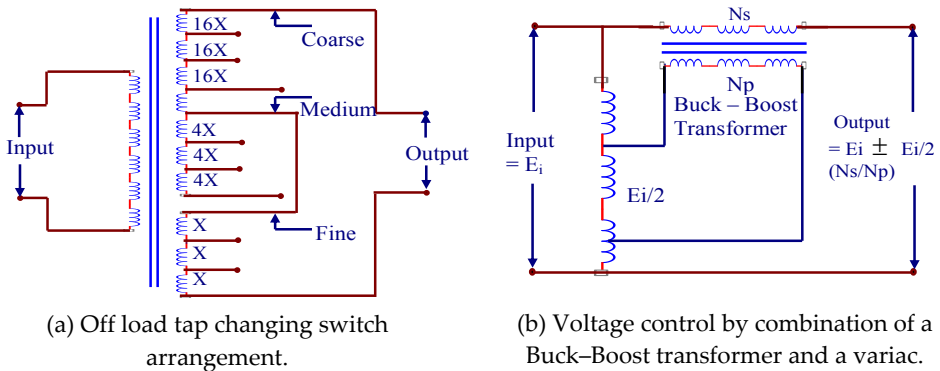 16X
Coarse
16X
16X
Medium
Input
4X
4X
4X
Output
X
Fine
X
X
(a) Off load tap changing switch
arrangement.
Ns
Np
Buck – Boost
Transformer
Input
= Ei
Ei/2
Output
= Ei ± Ei/2
(Ns/Np)
(b) Voltage control by combination of a
Buck–Boost transformer and a variac.